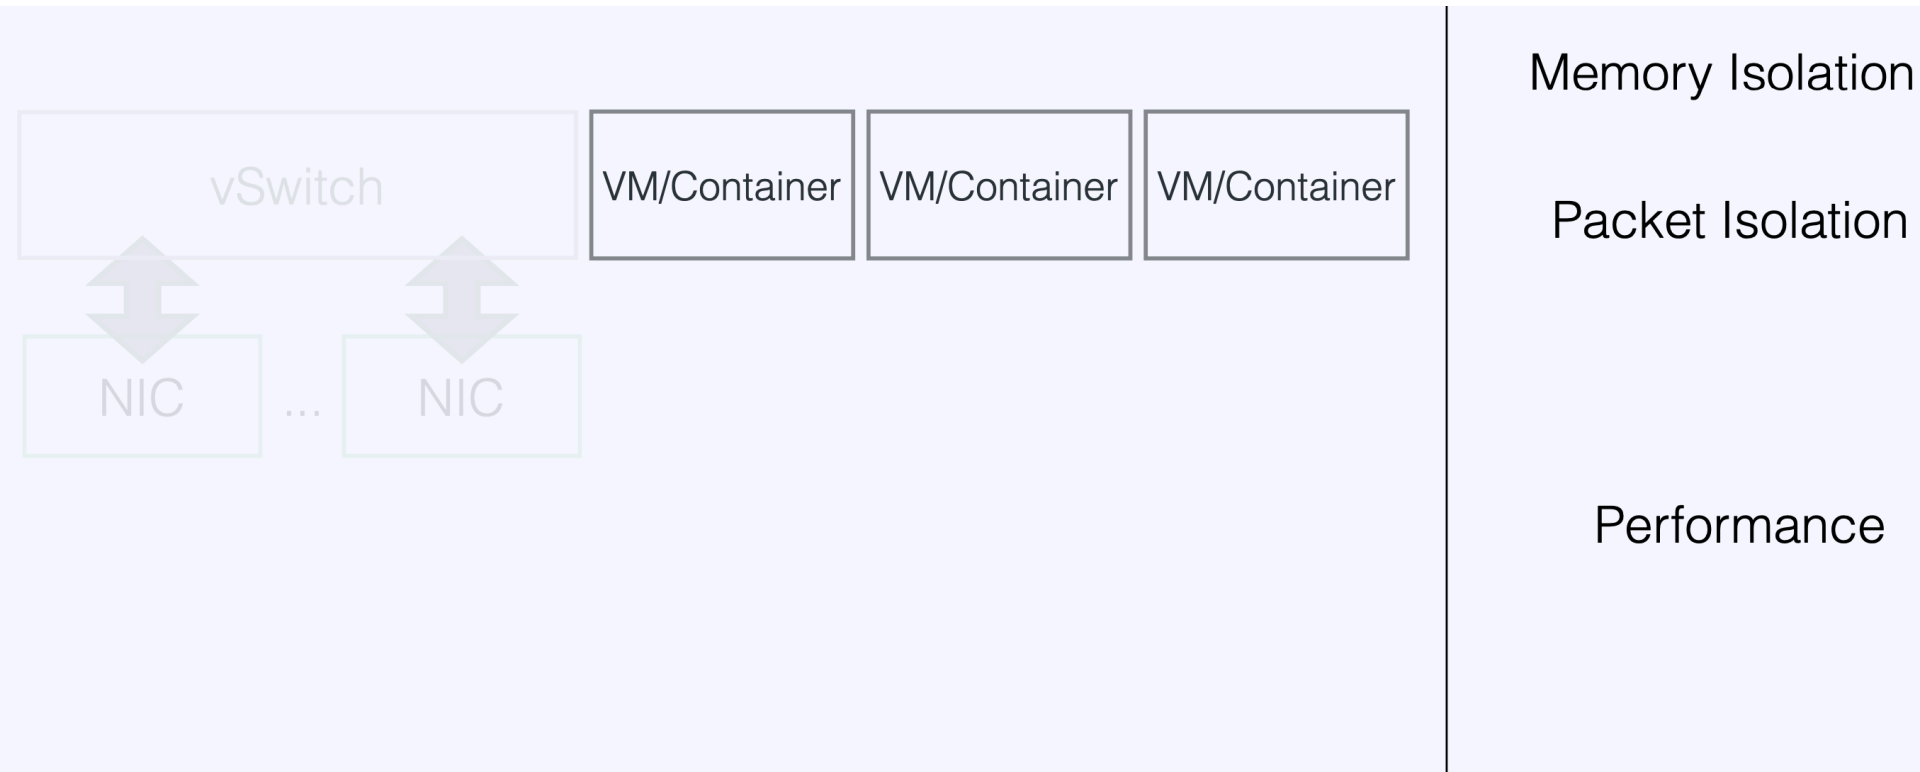 vSwitch
VM/Container
VM/Container
VM/Container
NIC
...
NIC
Memory Isolation
Packet Isolation
Performance